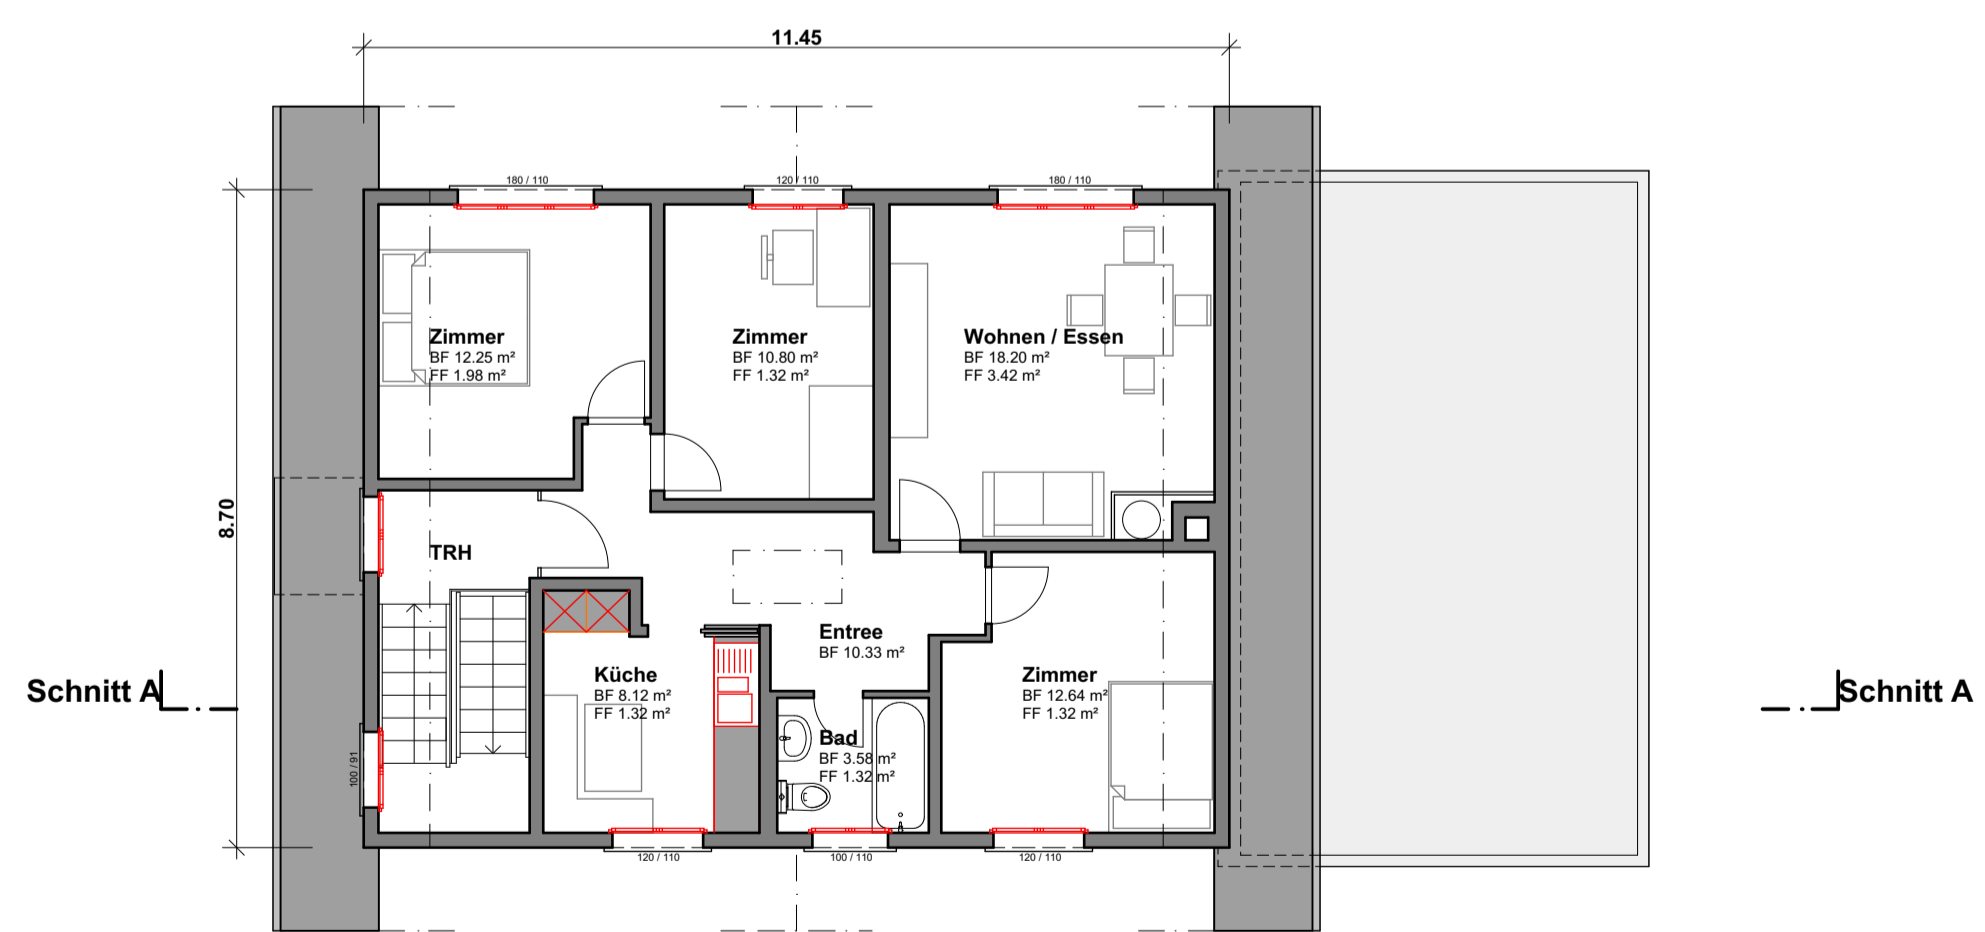 11.45
180 / 110
120 / 110
180 / 110
Zimmer
BF 12.25 m²
FF 1.98 m²
Zimmer
BF 10.80 m²
FF 1.32 m²
Wohnen / Essen
BF 18.20 m²
FF 3.42 m²
8.70
TRH
Entree
BF 10.33 m²
Küche
BF 8.12 m²
FF 1.32 m²
Zimmer
BF 12.64 m²
FF 1.32 m²
Schnitt A
Schnitt A
Bad
BF 3.58 m²
FF 1.32 m²
100 / 91
120 / 110
100 / 110
120 / 110